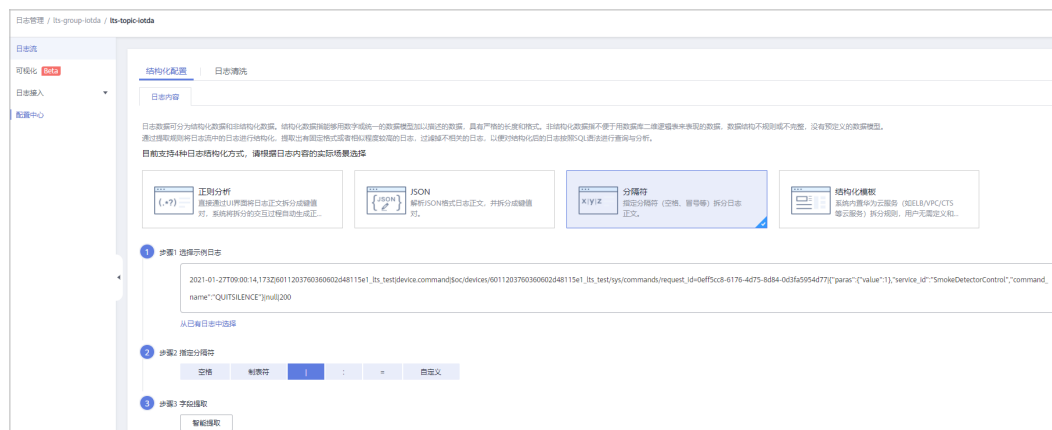 日志管理 / lts-group-iotda / lts-topic-iotda
日志流
可视化 Beta
日志接入
配置中心
结构化配置 日志清洗
日志内容
日志数据可分为结构化数据和非结构化数据。结构化数据指能够用数字或统一的数据模型加以描述的数据，具有严格的长度和格式。非结构化数据指不便于用数据库二维逻辑表来表现的数据，数据结构不规则或不完整，没有预定义的数据模型。
通过提取规则将日志流中的日志进行结构化，提取出有固定格式或者相似程度较高的日志，过滤掉不相关的日志，以便对结构化后的日志按照SQL语法进行查询与分析。
目前支持4种日志结构化方式，请根据日志内容的实际场景选择
(.*?)
正则分析
直接通过UI界面将日志正文拆分成键值
对，系统将拆分的交互过程自动生成正...
{JSON}
JSON
解析JSON格式日志正文，并拆分成键值
对。
X|y|Z
分隔符
指定分隔符（空格、冒号等）拆分日志
正文。
结构化模板
系统内置华为云服务（如ELB/VPC/CTS
等云服务）拆分规则，用户无需定义和...
1 步骤1 选择示例日志
2021-01-27T09:00:14,173Z|6011203760360602d48115e1_lts_test|device.command|$oc/devices/6011203760360602d48115e1_lts_test/sys/commands/request_id=0eff5cc8-6176-4d75-8d84-0d3fa5954d77|{"paras":{"value":1},"service_id":"SmokeDetectorControl","command_
name":"QUITSILENCE"}|null|200
从已有日志中选择
2 步骤2 指定分隔符
空格 制表符 | : = 自定义
3 步骤3 字段提取
智能提取